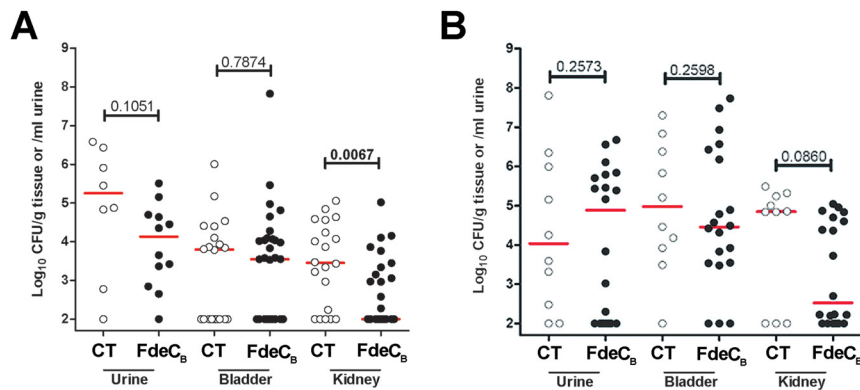 A
Log10 CFU/g tissue or /ml urine
9
8
7
6
5
4
3
2
0.1051
0.7874
0.0067
CT FdeCB CT FdeCB CT FdeCB
Urine Bladder Kidney
B
Log10 CFU/g tissue or /ml urine
9
8
7
6
5
4
3
2
0.2573
0.2598
0.0860
CT FdeCB CT FdeCB CT FdeCB
Urine Bladder Kidney